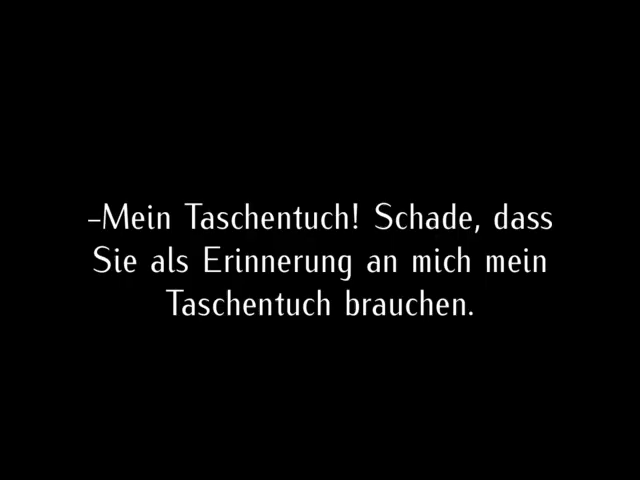 –Mein Taschentuch! Schade, dass
Sie als Erinnerung an mich mein
Taschentuch brauchen.